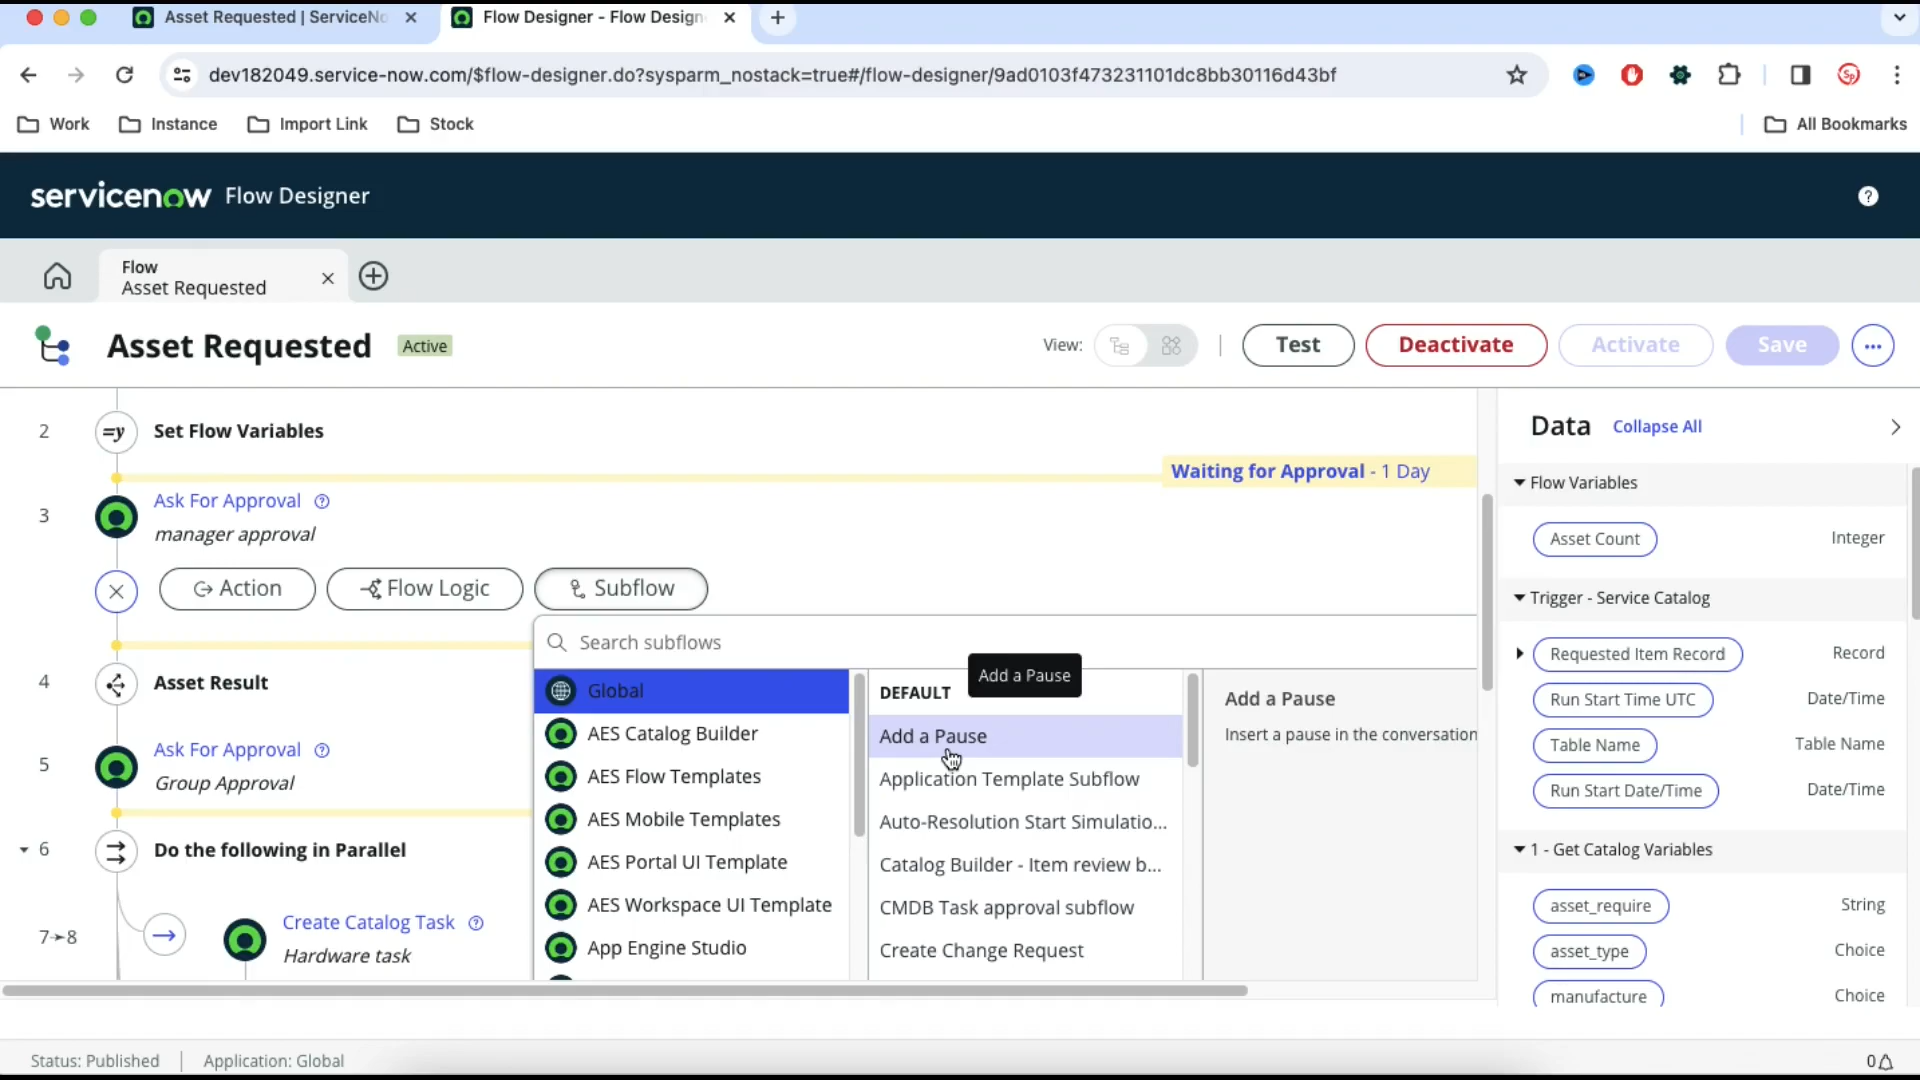 Asset Requested | ServiceNo
Flow Designer - Flow Design
dev182049.service-now.com/$flow-designer.do?sysparm_nostack=true#/flow-designer/9ad0103f473231101dc8bb30116d43bf
Sp
Work
Instance
Import Link
Stock
All Bookmarks
servicenow Flow Designer
?
Flow
Asset Requested
Asset Requested
Active
View:
Test
Deactivate
Activate
Save
2
=y
Set Flow Variables
Waiting for Approval - 1 Day
3
Ask For Approval ?
manager approval
Action
Flow Logic
Subflow
Search subflows
Add a Pause
4
Asset Result
5
Ask For Approval ?
Group Approval
6
Do the following in Parallel
7→8
Create Catalog Task ?
Hardware task
Global
AES Catalog Builder
AES Flow Templates
AES Mobile Templates
AES Portal UI Template
AES Workspace UI Template
App Engine Studio
DEFAULT
Add a Pause
Application Template Subflow
Auto-Resolution Start Simulatio...
Catalog Builder - Item review b...
CMDB Task approval subflow
Create Change Request
Add a Pause
Insert a pause in the conversation
Data
Collapse All
Flow Variables
Asset Count
Integer
Trigger - Service Catalog
Requested Item Record
Record
Run Start Time UTC
Date/Time
Table Name
Table Name
Run Start Date/Time
Date/Time
1 - Get Catalog Variables
asset_require
String
asset_type
Choice
manufacture
Choice
Status: Published
Application: Global
0